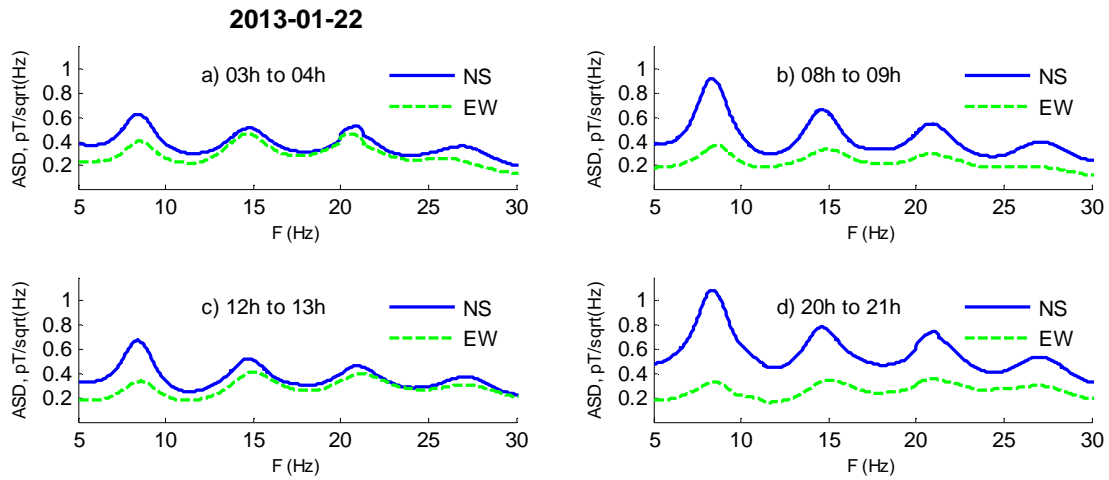 2013-01-22
a) 03h to 04h
NS
EW
ASD, pT/sqrt(Hz)
1
0.8
0.6
0.4
0.2
5 10 15 20 25 30
F (Hz)
b) 08h to 09h
NS
EW
ASD, pT/sqrt(Hz)
1
0.8
0.6
0.4
0.2
5 10 15 20 25 30
F (Hz)
c) 12h to 13h
NS
EW
ASD, pT/sqrt(Hz)
1
0.8
0.6
0.4
0.2
5 10 15 20 25 30
F (Hz)
d) 20h to 21h
NS
EW
ASD, pT/sqrt(Hz)
1
0.8
0.6
0.4
0.2
5 10 15 20 25 30
F (Hz)